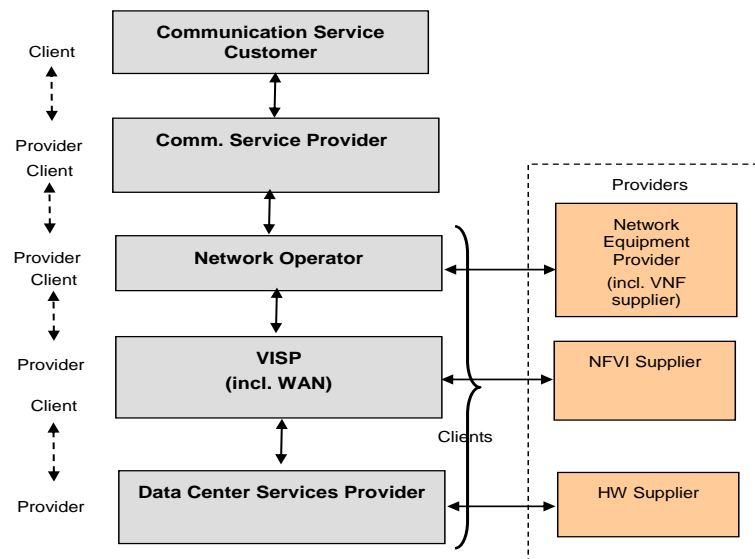 Communication Service
Customer
Client
Comm. Service Provider
Provider
Client
Providers
Network
Equipment
Provider
(incl. VNF
supplier)
Network Operator
Provider
Client
VISP
(incl. WAN)
NFVI Supplier
Provider
Client
Clients
Data Center Services Provider
HW Supplier
Provider